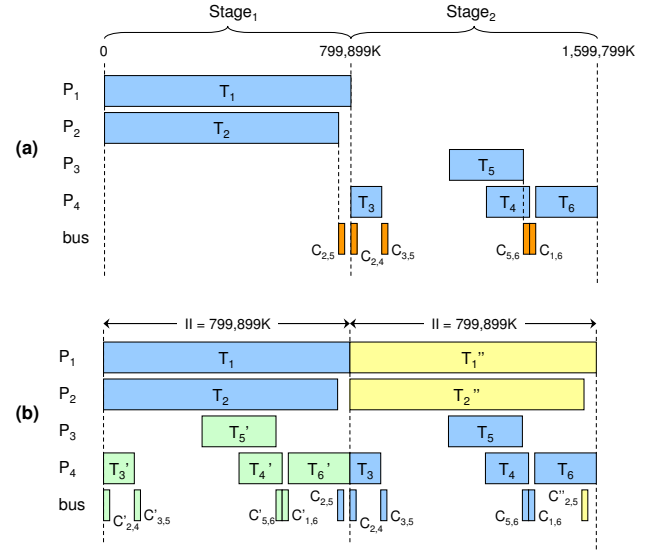 Stage1 Stage2
0 799,899K 1,599,799K
(a)
P1 T1
P2 T2
P3 T5
P4 T3 T4 T6
bus C2,5 C2,4 C3,5 C5,6 C1,6
II = 799,899K II = 799,899K
(b)
P1 T1 T1''
P2 T2 T2''
P3 T5' T5
P4 T3' T4' T6' T3 T4 T6
bus C'2,4 C'3,5 C'5,6 C'1,6 C2,5 C2,4 C3,5 C5,6 C1,6 C''2,5